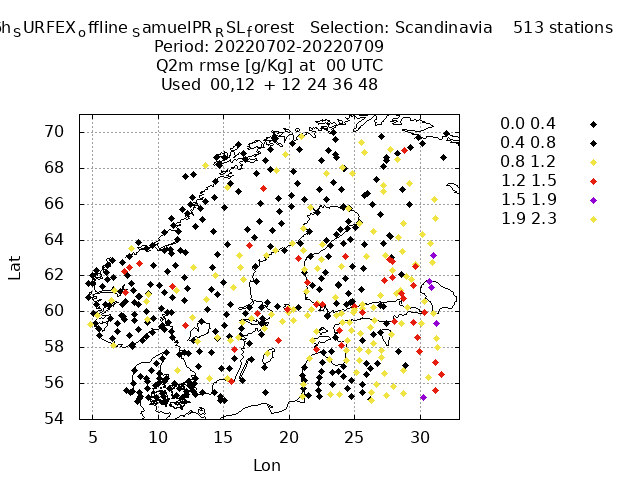 hSURFEXoffline SamuelPRRSLforest Selection: Scandinavia 513 stations
Period: 20220702-20220709
Q2m rmse [g/Kg] at 00 UTC
Used 00,12 + 12 24 36 48
70
68
66
64
62
60
58
56
54
Lat
5 10 15 20 25 30
Lon
0.0 0.4
0.4 0.8
0.8 1.2
1.2 1.5
1.5 1.9
1.9 2.3